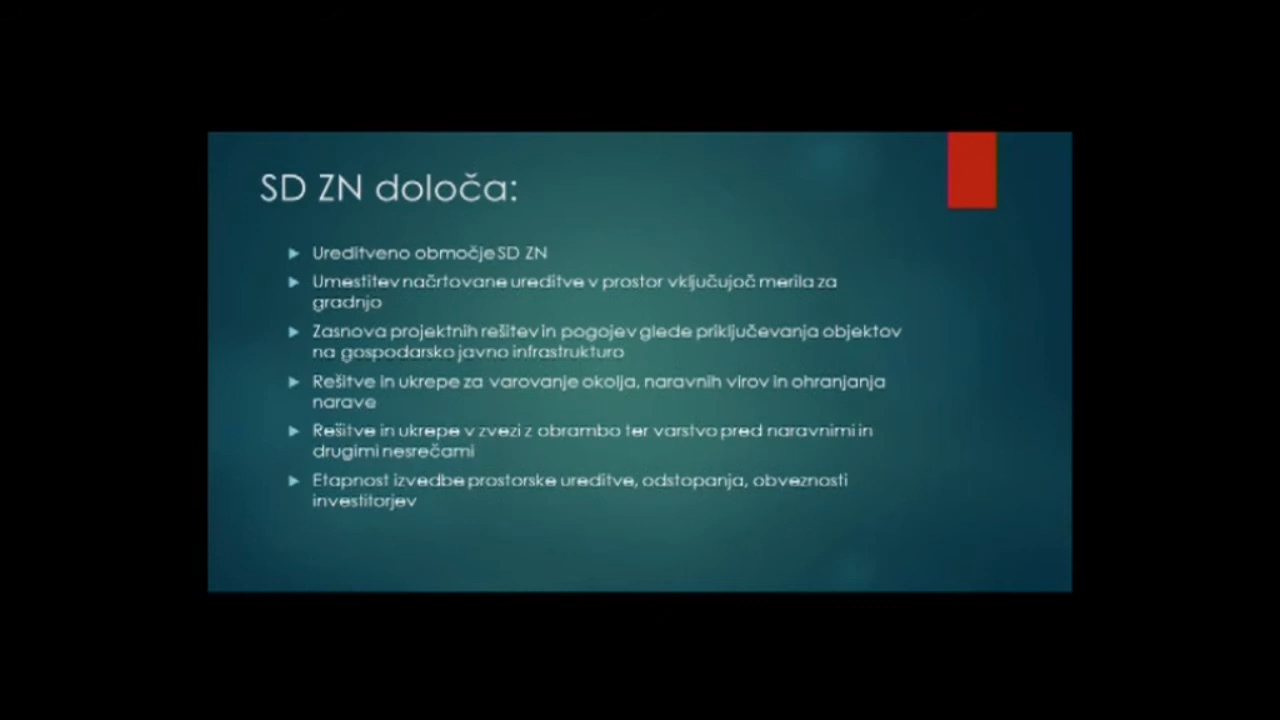 SD ZN določa:
Ureditveno območje SD ZN
Umestitev načrtovane ureditve v prostor vključujoč merila za
gradnjo
Zasnova projektnih rešitev in pogojev glede priključevanja objektov
na gospodarsko javno infrastrukturo
Rešitve in ukrepe za varovanje okolja, naravnih virov in ohranjanja
narave
Rešitve in ukrepe v zvezi z obrambo ter varstvo pred naravnimi in
drugimi nesrečami
Etapnost izvedbe prostorske ureditve, odstopanja, obveznosti
investitorjev